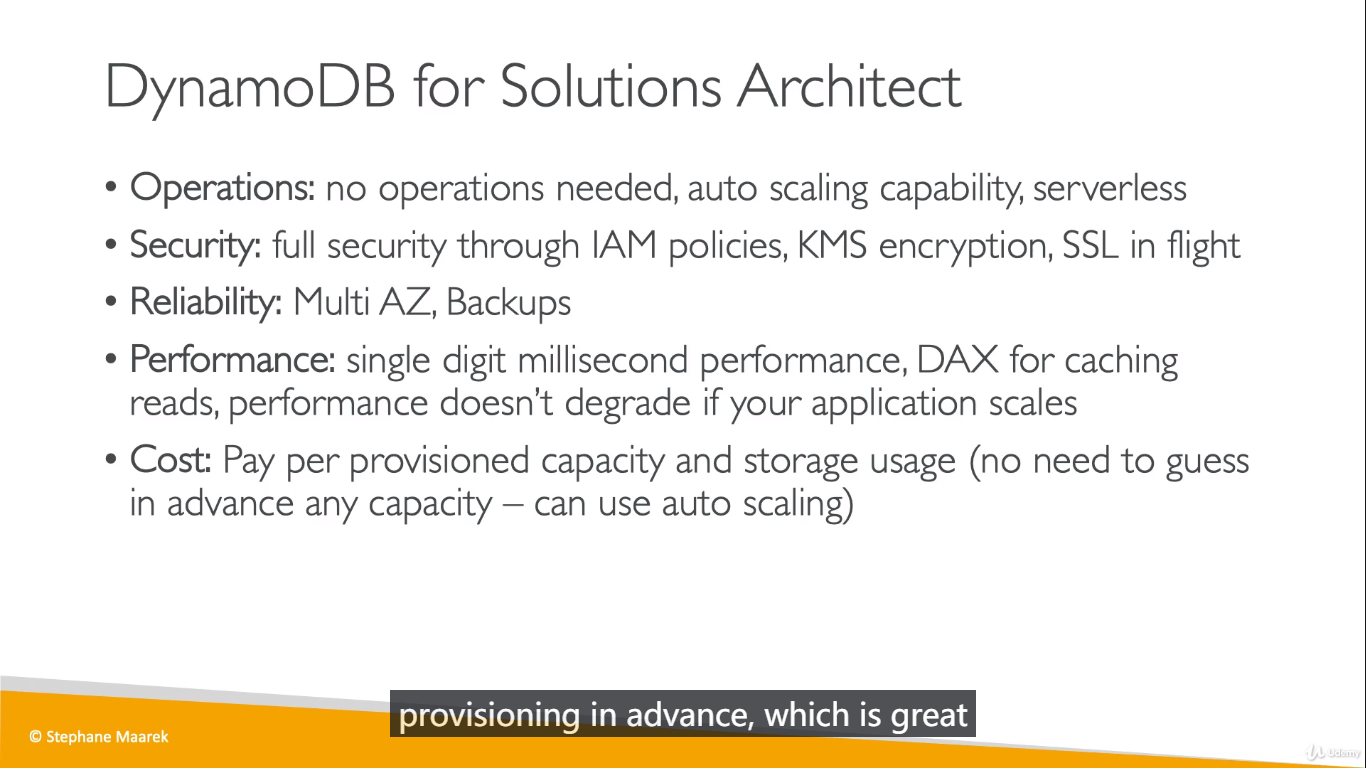 DynamoDB for Solutions Architect
• Operations: no operations needed, auto scaling capability, serverless
• Security: full security through IAM policies, KMS encryption, SSL in flight
• Reliability: Multi AZ, Backups
• Performance: single digit millisecond performance, DAX for caching
reads, performance doesn’t degrade if your application scales
• Cost: Pay per provisioned capacity and storage usage (no need to guess
in advance any capacity – can use auto scaling)
provisioning in advance, which is great
© Stephane Maarek
Udemy